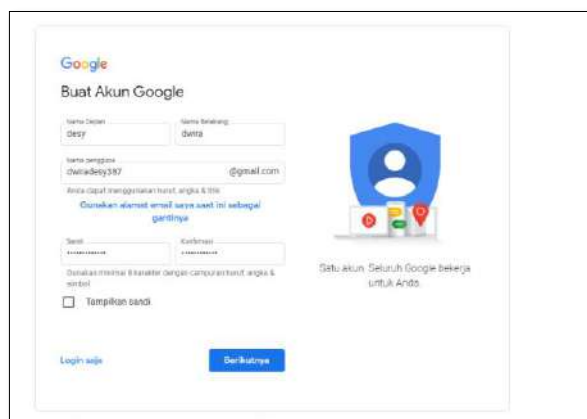 Google
Buat Akun Google
Nama Depan
desy
Nama Belakang
dwira
Nama pengguna
dwiradesy387
@gmail.com
Anda dapat menggunakan huruf, angka & titik
Gunakan alamat email saya saat ini sebagai
gantinya
Sandi
Konfirmasi
Gunakan minimal 8 karakter dengan campuran huruf, angka &
simbol
Tampilkan sandi
Login saja
Berikutnya
Satu akun. Seluruh Google bekerja
untuk Anda.